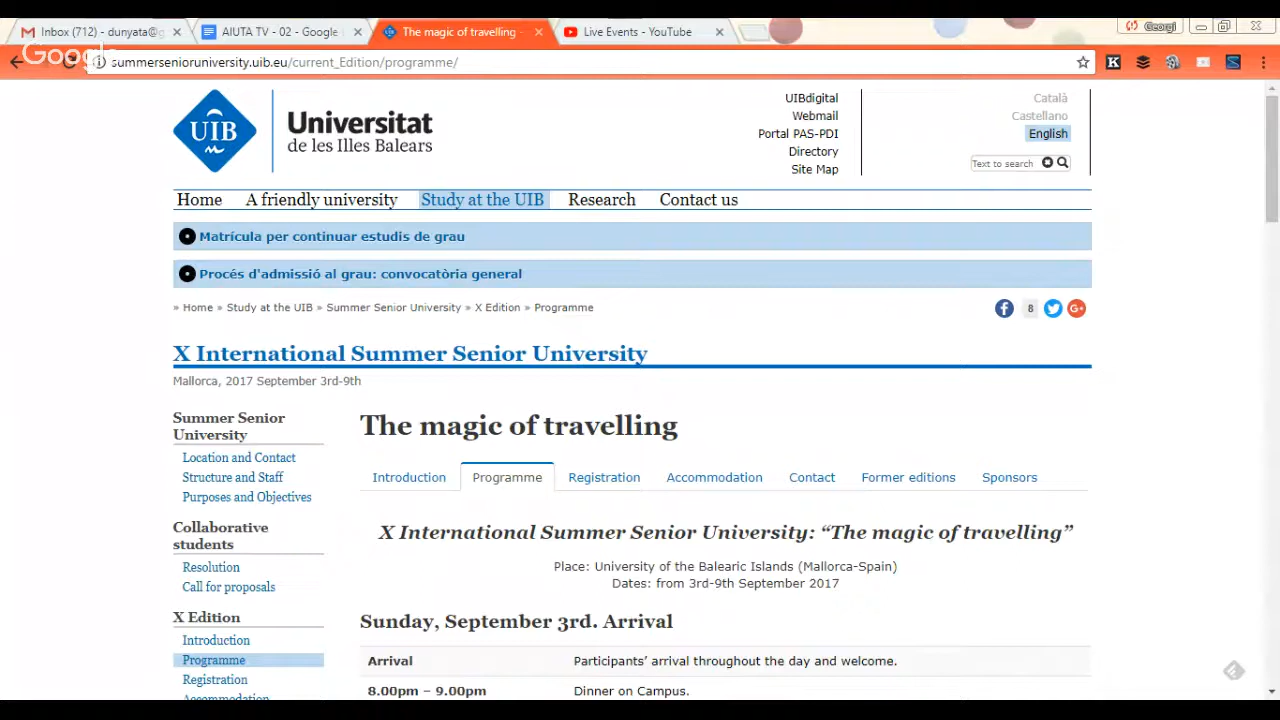 Inbox (712) - dunyata@g
AIUTA TV - 02 - Google
The magic of travelling
Live Events - YouTube
Georgi
Google
summersenioruniversity.uib.eu/current_Edition/programme/
UIB
Universitat
de les Illes Balears
UIBdigital
Webmail
Portal PAS-PDI
Directory
Site Map
Català
Castellano
English
Text to search
Home A friendly university Study at the UIB Research Contact us
Matrícula per continuar estudis de grau
Procés d'admissió al grau: convocatòria general
» Home » Study at the UIB » Summer Senior University » X Edition » Programme
8
G+
X International Summer Senior University
Mallorca, 2017 September 3rd-9th
Summer Senior
University
Location and Contact
Structure and Staff
Purposes and Objectives
Collaborative
students
Resolution
Call for proposals
X Edition
Introduction
Programme
Registration
Accommodation
The magic of travelling
Introduction Programme Registration Accommodation Contact Former editions Sponsors
X International Summer Senior University: “The magic of travelling”
Place: University of the Balearic Islands (Mallorca-Spain)
Dates: from 3rd-9th September 2017
Sunday, September 3rd. Arrival
Arrival Participants’ arrival throughout the day and welcome.
8.00pm – 9.00pm Dinner on Campus.